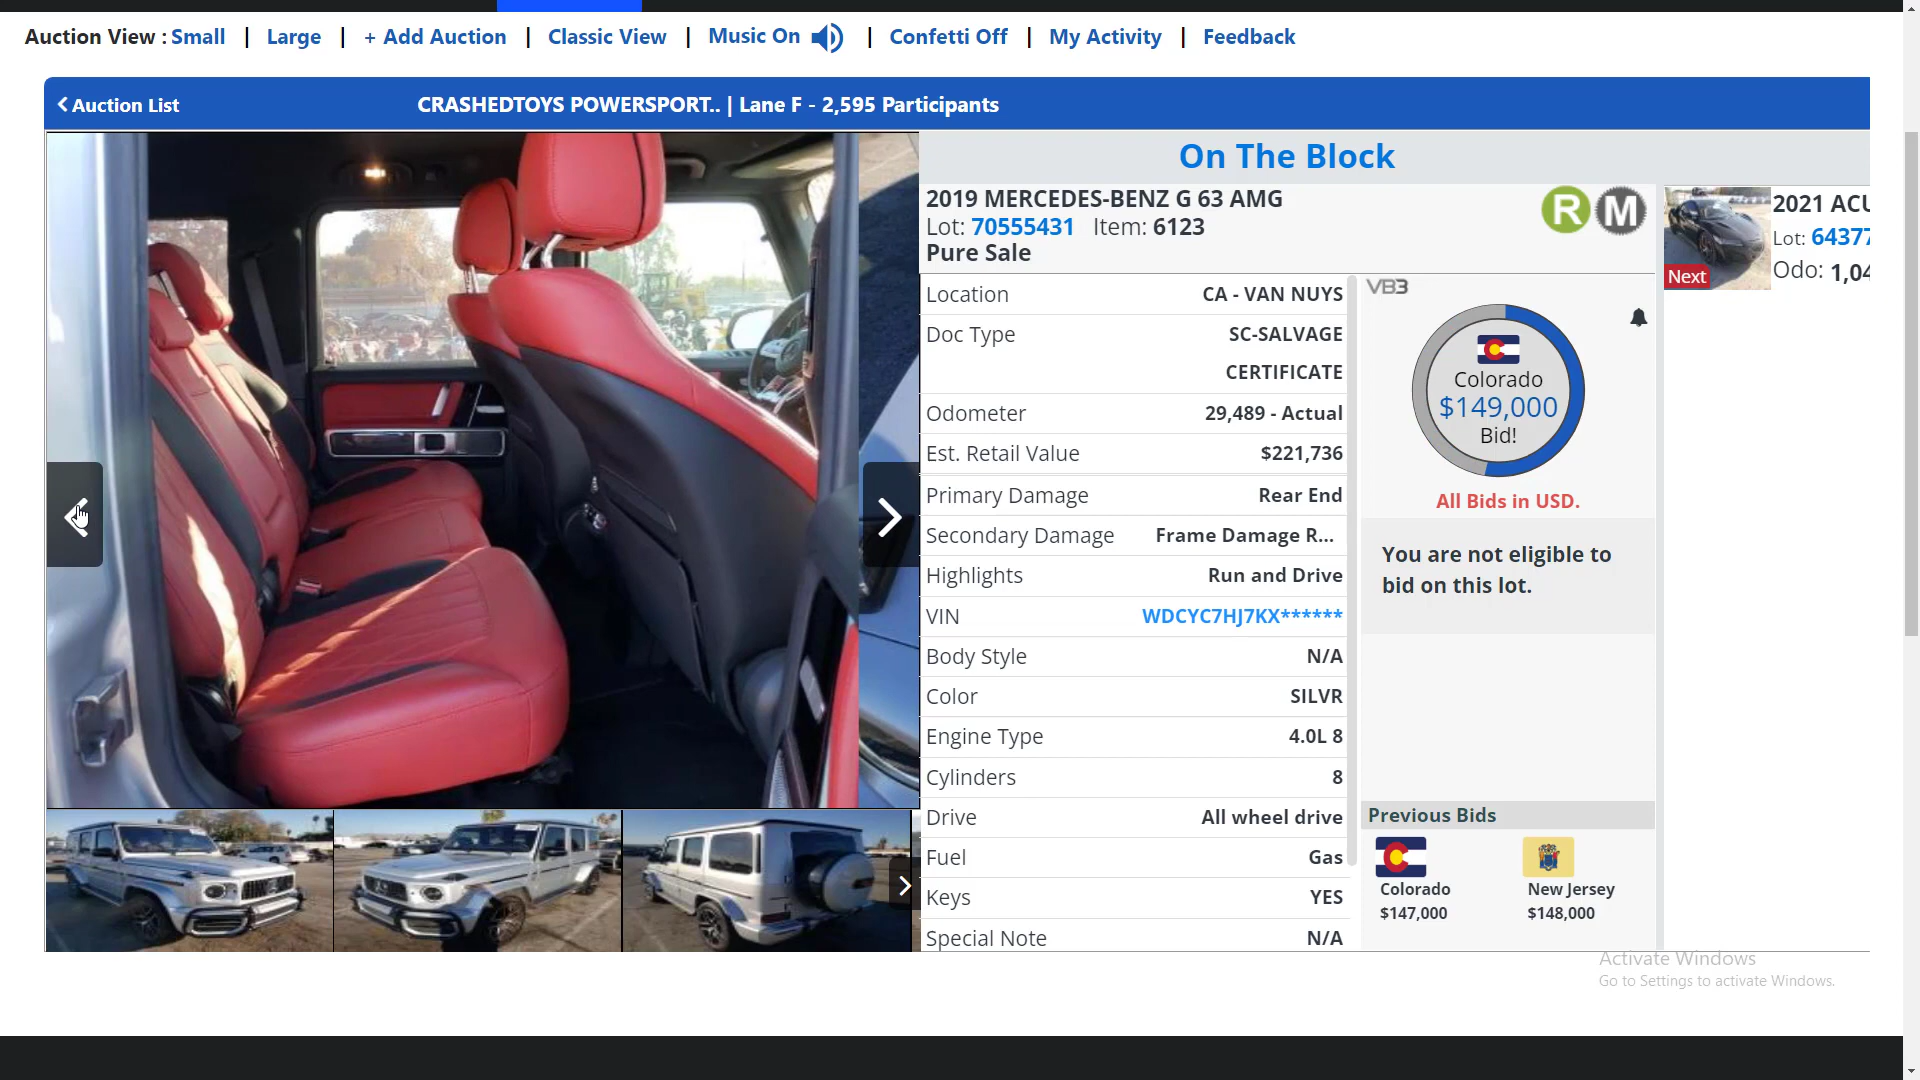 Auction View : Small | Large | + Add Auction | Classic View | Music On | Confetti Off | My Activity | Feedback
Auction List
CRASHEDTOYS POWERSPORT.. | Lane F - 2,595 Participants
On The Block
2019 MERCEDES-BENZ G 63 AMG
Lot: 70555431 Item: 6123
Pure Sale
R
M
Location CA - VAN NUYS
Doc Type SC-SALVAGE
CERTIFICATE
Odometer 29,489 - Actual
Est. Retail Value $221,736
Primary Damage Rear End
Secondary Damage Frame Damage R...
Highlights Run and Drive
VIN WDCYC7HJ7KX******
Body Style N/A
Color SILVR
Engine Type 4.0L 8
Cylinders 8
Drive All wheel drive
Fuel Gas
Keys YES
Special Note N/A
VB3
Colorado
$149,000
Bid!
All Bids in USD.
You are not eligible to
bid on this lot.
Previous Bids
Colorado
$147,000
New Jersey
$148,000
Next
2021 ACU
Lot: 64377
Odo: 1,04
Activate Windows
Go to Settings to activate Windows.